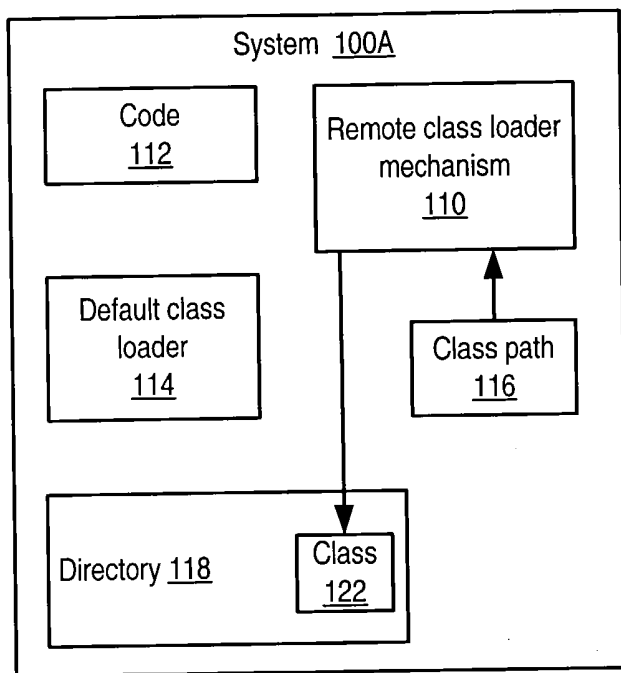 System 100A
Code
112
Remote class loader
mechanism
110
Default class
loader
114
Class path
116
Directory 118
Class
122